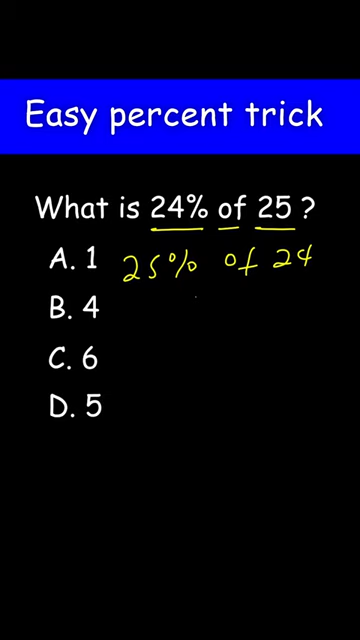 Easy percent trick
What is 24% of 25 ?
A. 1 25% of 24
B. 4
C. 6
D. 5